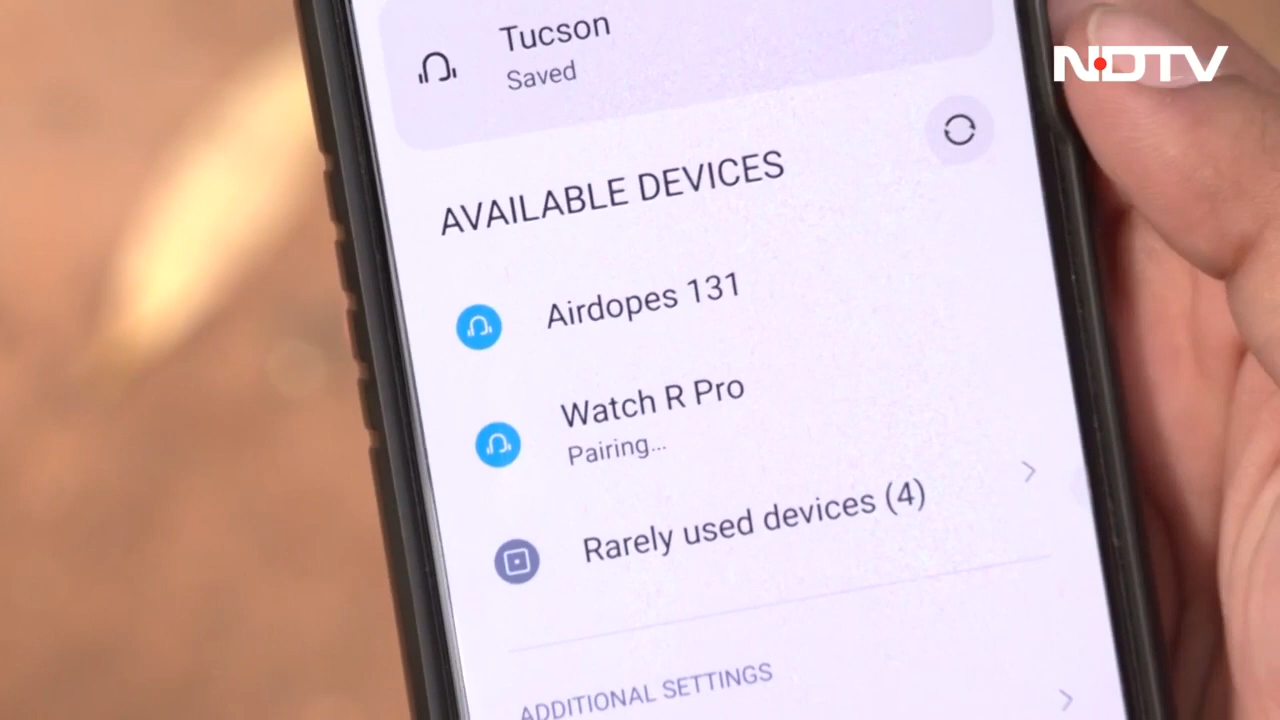 NDTV
Tucson
Saved
AVAILABLE DEVICES
Airdopes 131
Watch R Pro
Pairing...
Rarely used devices (4)
ADDITIONAL SETTINGS